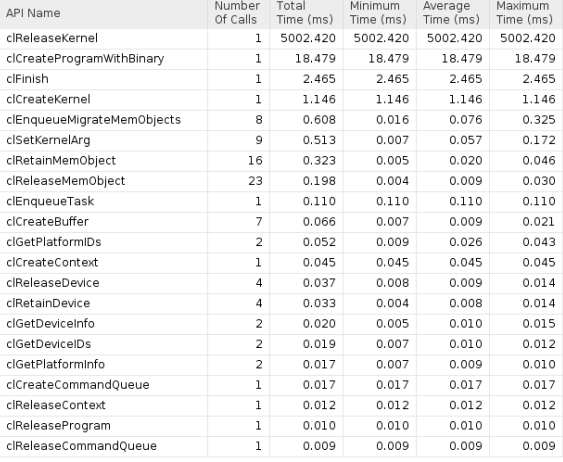 API Name Number Of Calls Total Time (ms) Minimum Time (ms) Average Time (ms) Maximum Time (ms)
clReleaseKernel 1 5002.420 5002.420 5002.420 5002.420
clCreateProgramWithBinary 1 18.479 18.479 18.479 18.479
clFinish 1 2.465 2.465 2.465 2.465
clCreateKernel 1 1.146 1.146 1.146 1.146
clEnqueueMigrateMemObjects 8 0.608 0.016 0.076 0.325
clSetKernelArg 9 0.513 0.007 0.057 0.172
clRetainMemObject 16 0.323 0.005 0.020 0.046
clReleaseMemObject 23 0.198 0.004 0.009 0.030
clEnqueueTask 1 0.110 0.110 0.110 0.110
clCreateBuffer 7 0.066 0.007 0.009 0.021
clGetPlatformIDs 2 0.052 0.009 0.026 0.043
clCreateContext 1 0.045 0.045 0.045 0.045
clReleaseDevice 4 0.037 0.008 0.009 0.014
clRetainDevice 4 0.033 0.004 0.008 0.014
clGetDeviceInfo 2 0.020 0.005 0.010 0.015
clGetDeviceIDs 2 0.019 0.007 0.010 0.012
clGetPlatformInfo 2 0.017 0.007 0.009 0.010
clCreateCommandQueue 1 0.017 0.017 0.017 0.017
clReleaseContext 1 0.012 0.012 0.012 0.012
clReleaseProgram 1 0.010 0.010 0.010 0.010
clReleaseCommandQueue 1 0.009 0.009 0.009 0.009